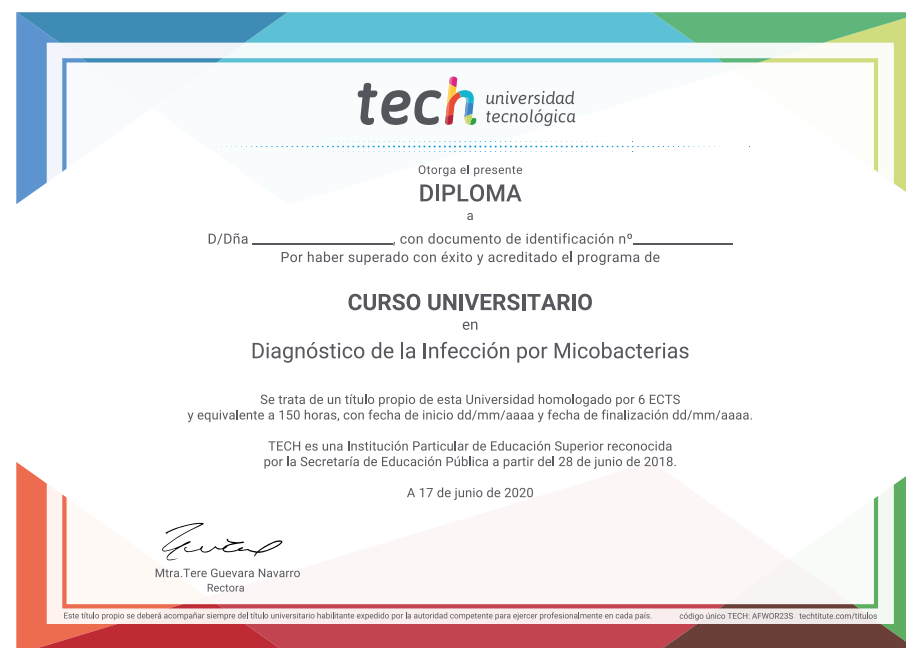 tech universidad
tecnológica
Otorga el presente
DIPLOMA
a
D/Dña ____________________, con documento de identificación nº______________
Por haber superado con éxito y acreditado el programa de
CURSO UNIVERSITARIO
en
Diagnóstico de la Infección por Micobacterias
Se trata de un título propio de esta Universidad homologado por 6 ECTS
y equivalente a 150 horas, con fecha de inicio dd/mm/aaaa y fecha de finalización dd/mm/aaaa.
TECH es una Institución Particular de Educación Superior reconocida
por la Secretaría de Educación Pública a partir del 28 de junio de 2018.
A 17 de junio de 2020
Mtra.Tere Guevara Navarro
Rectora
Este título propio se deberá acompañar siempre del título universitario habilitante expedido por la autoridad competente para ejercer profesionalmente en cada país. código único TECH: AFWOR23S techtitute.com/titulos